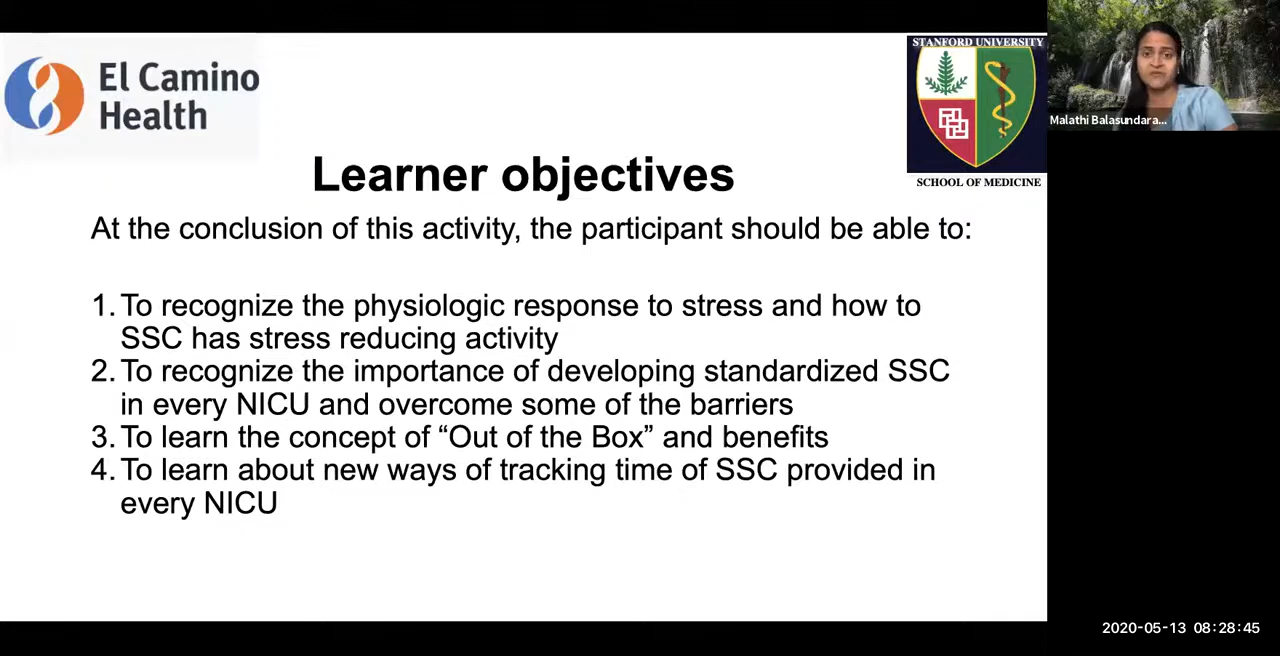 El Camino
Health
STANFORD UNIVERSITY
SCHOOL OF MEDICINE
Malathi Balasundara...
Learner objectives
At the conclusion of this activity, the participant should be able to:
1. To recognize the physiologic response to stress and how to
SSC has stress reducing activity
2. To recognize the importance of developing standardized SSC
in every NICU and overcome some of the barriers
3. To learn the concept of “Out of the Box” and benefits
4. To learn about new ways of tracking time of SSC provided in
every NICU
2020-05-13 08:28:45